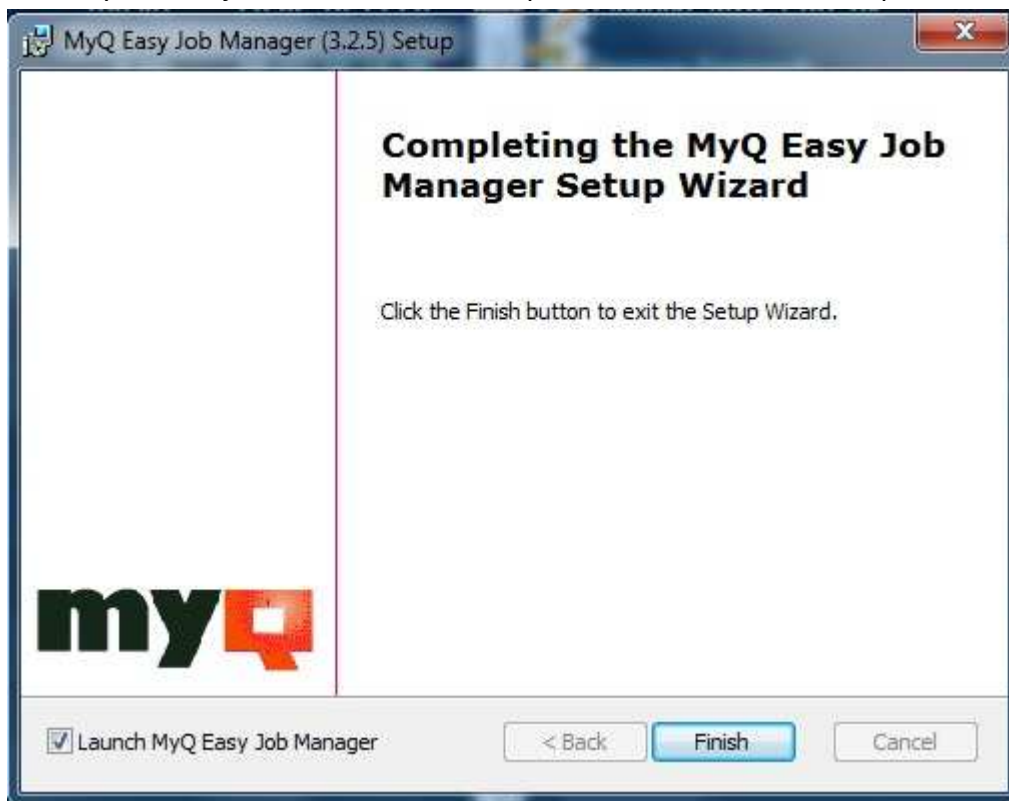 MyQ Easy Job Manager (3.2.5) Setup
Completing the MyQ Easy Job
Manager Setup Wizard
Click the Finish button to exit the Setup Wizard.
myQ
Launch MyQ Easy Job Manager
< Back
Finish
Cancel